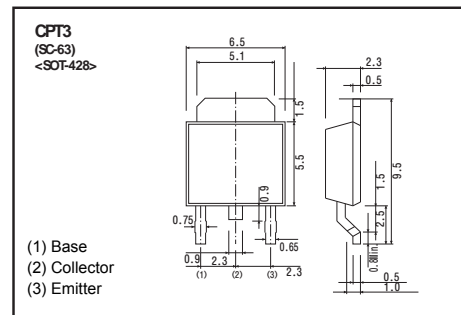 CPT3
(SC-63)
<SOT-428>
6.5
5.1
2.3
0.5
1.5
5.5
0.9
1.5
2.5
9.5
0.75
0.65
0.8Min
0.9
2.3
2.3
(1)
(2)
(3)
0.5
1.0
(1) Base
(2) Collector
(3) Emitter